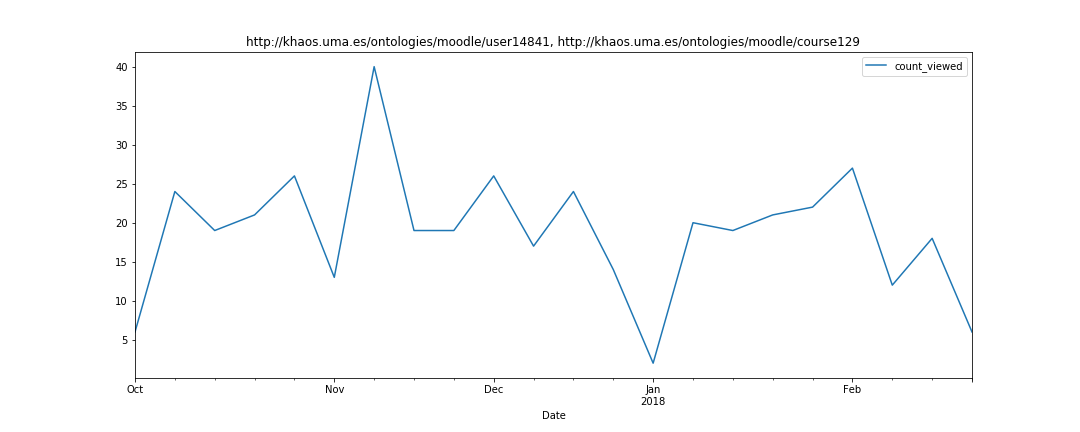 http://khaos.uma.es/ontologies/moodle/user14841, http://khaos.uma.es/ontologies/moodle/course129
count_viewed
40
35
30
25
20
15
10
5
Oct Nov Dec Jan Feb
2018
Date